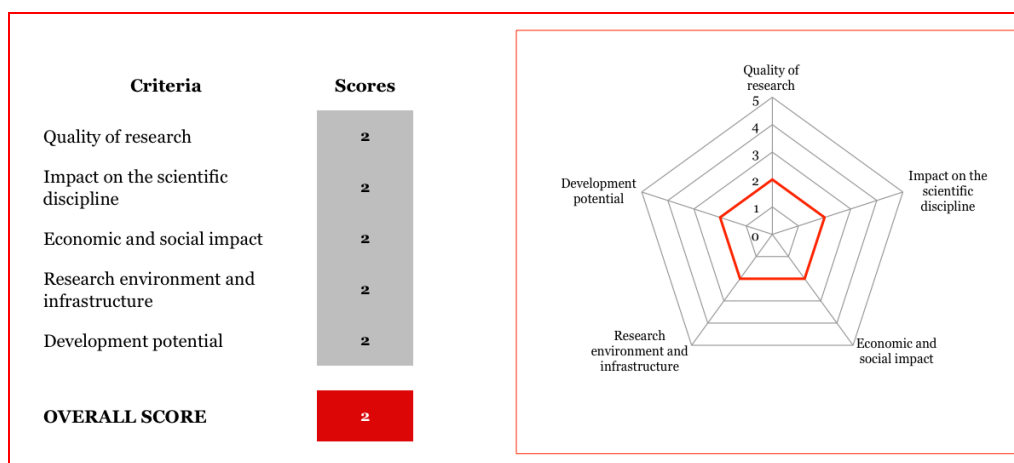 Criteria Scores
Quality of research 2
Impact on the scientific
discipline 2
Economic and social impact 2
Research environment and
infrastructure 2
Development potential 2
OVERALL SCORE 2
Quality of
research
5
4
3
2
1
0
Impact on the
scientific
discipline
Economic and
social impact
Research
environment and
infrastructure
Development
potential